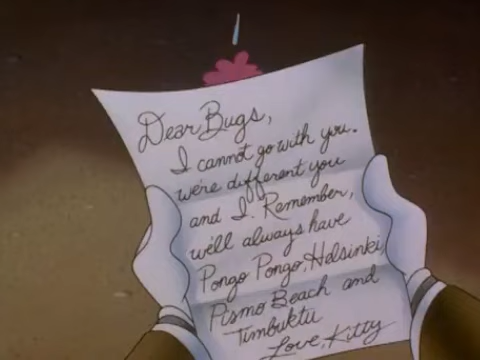 Dear Bugs,
I cannot go with you.
we're different you
and I. Remember,
we'll always have
Pongo Pongo, Helsinki,
Pismo Beach and
Timbuktu
Love, Kitty